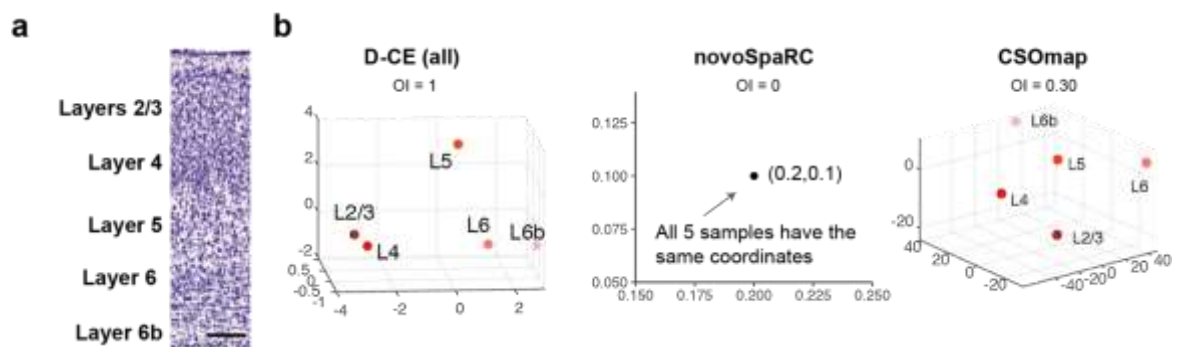 a
Layers 2/3
Layer 4
Layer 5
Layer 6
Layer 6b
b
D-CE (all)
OI = 1
4
2
0
-2
0.5
0
-0.5
-1
-4
-2
0
2
L5
L2/3
L4
L6
L6b
novoSpaRC
OI = 0
0.125
0.100
0.075
0.050
0.150
0.175
0.200
0.225
0.250
(0.2,0.1)
All 5 samples have the
same coordinates
CSOmap
OI = 0.30
L6b
L5
L6
L4
L2/3
0
-20
40
20
0
-20
-40
-20
0
20
40